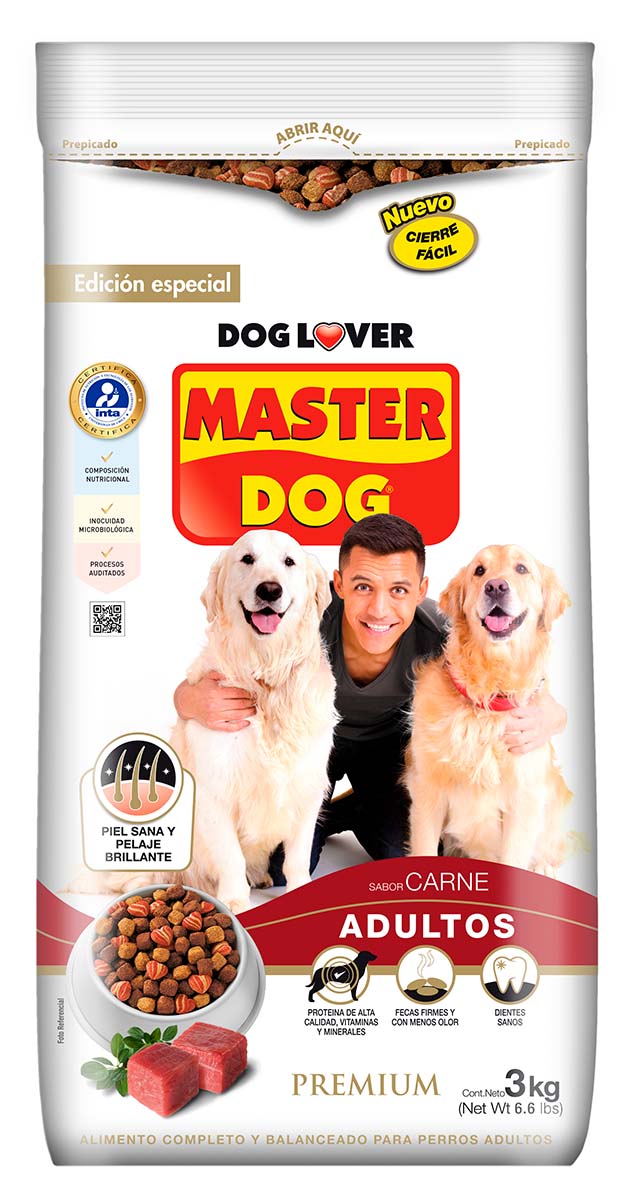 ABRIR AQUÍ
Prepicado
Prepicado
Nuevo
CIERRE
FÁCIL
Edición especial
DOG LOVER
MASTER
DOG®
CERTIFICA
inta
CERTIFICA
COMPOSICIÓN
NUTRICIONAL
INOCUIDAD
MICROBIOLÓGICA
PROCESOS
AUDITADOS
PIEL SANA Y
PELAJE
BRILLANTE
SABOR CARNE
ADULTOS
PROTEINA DE ALTA
CALIDAD, VITAMINAS
Y MINERALES
FECAS FIRMES Y
CON MENOS OLOR
DIENTES
SANOS
Foto Referencial
PREMIUM
Cont.Neto 3kg
(Net Wt 6.6 lbs)
ALIMENTO COMPLETO Y BALANCEADO PARA PERROS ADULTOS